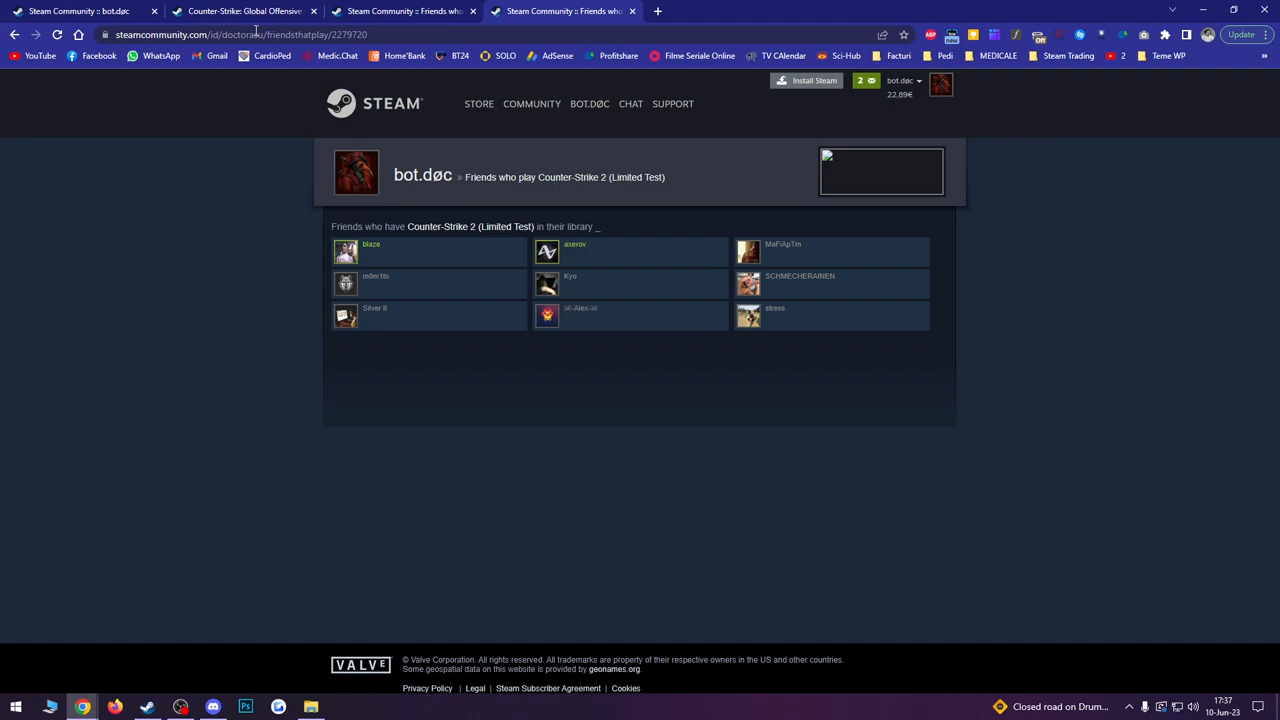 Steam Community :: bot.døc
Counter-Strike: Global Offensive
Steam Community :: Friends who
Steam Community :: Friends who
steamcommunity.com/id/doctorasu/friendsthatplay/2279720
Update
YouTube
Facebook
WhatsApp
Gmail
CardioPed
Medic.Chat
Home'Bank
BT24
SOLO
AdSense
Profitshare
Filme Seriale Online
TV CAlendar
Sci-Hub
Facturi
Pedi
MEDICALE
Steam Trading
2
Teme WP
»
Install Steam
2
bot.døc
22,89€
STEAM
STORE COMMUNITY BOT.DØC CHAT SUPPORT
bot.døc » Friends who play Counter-Strike 2 (Limited Test)
Friends who have Counter-Strike 2 (Limited Test) in their library _
blaze
axerov
MaFiApTm
Kyo
SCHMECHERAINEN
Silver II
stress
VALVE
© Valve Corporation. All rights reserved. All trademarks are property of their respective owners in the US and other countries.
Some geospatial data on this website is provided by geonames.org.
Privacy Policy | Legal | Steam Subscriber Agreement | Cookies
Closed road on Drum...
17:37
10-Jun-23